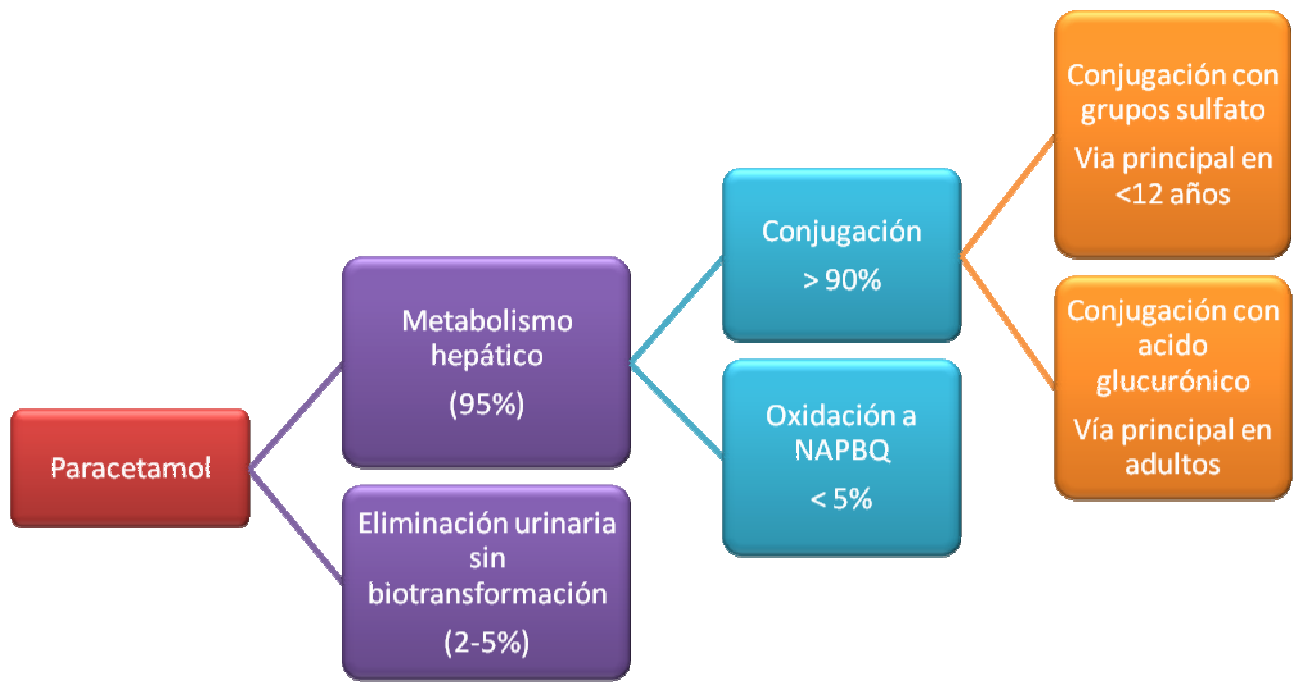 Paracetamol
Metabolismo
hepático
(95%)
Eliminación urinaria
sin
biotransformación
(2-5%)
Conjugación
> 90%
Oxidación a
NAPBQ
< 5%
Conjugación con
grupos sulfato
Via principal en
<12 años
Conjugación con
acido
glucurónico
Vía principal en
adultos